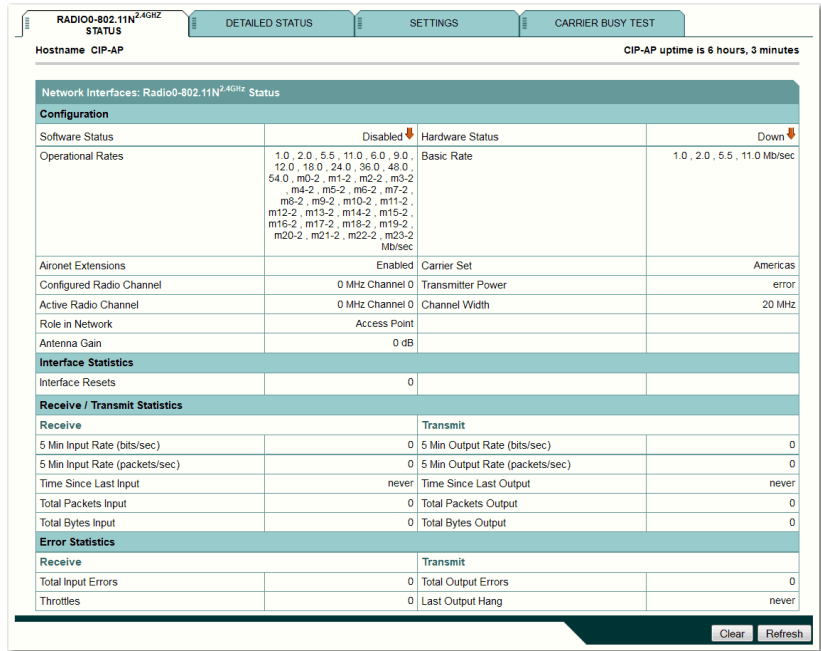 RADIO0-802.11N2.4GHZ
STATUS
DETAILED STATUS
SETTINGS
CARRIER BUSY TEST
Hostname CIP-AP
CIP-AP uptime is 6 hours, 3 minutes
Network Interfaces: Radio0-802.11N2.4GHz Status
Configuration
Software Status Disabled Hardware Status Down
Operational Rates 1.0 , 2.0 , 5.5 , 11.0 , 6.0 , 9.0 , Basic Rate 1.0 , 2.0 , 5.5 , 11.0 Mb/sec
12.0 , 18.0 , 24.0 , 36.0 , 48.0 ,
54.0 , m0-2 , m1-2 , m2-2 , m3-2
, m4-2 , m5-2 , m6-2 , m7-2 ,
m8-2 , m9-2 , m10-2 , m11-2 ,
m12-2 , m13-2 , m14-2 , m15-2 ,
m16-2 , m17-2 , m18-2 , m19-2 ,
m20-2 , m21-2 , m22-2 , m23-2
Mb/sec
Aironet Extensions Enabled Carrier Set Americas
Configured Radio Channel 0 MHz Channel 0 Transmitter Power error
Active Radio Channel 0 MHz Channel 0 Channel Width 20 MHz
Role in Network Access Point
Antenna Gain 0 dB
Interface Statistics
Interface Resets 0
Receive / Transmit Statistics
Receive Transmit
5 Min Input Rate (bits/sec) 0 5 Min Output Rate (bits/sec) 0
5 Min Input Rate (packets/sec) 0 5 Min Output Rate (packets/sec) 0
Time Since Last Input never Time Since Last Output never
Total Packets Input 0 Total Packets Output 0
Total Bytes Input 0 Total Bytes Output 0
Error Statistics
Receive Transmit
Total Input Errors 0 Total Output Errors 0
Throttles 0 Last Output Hang never
Clear Refresh